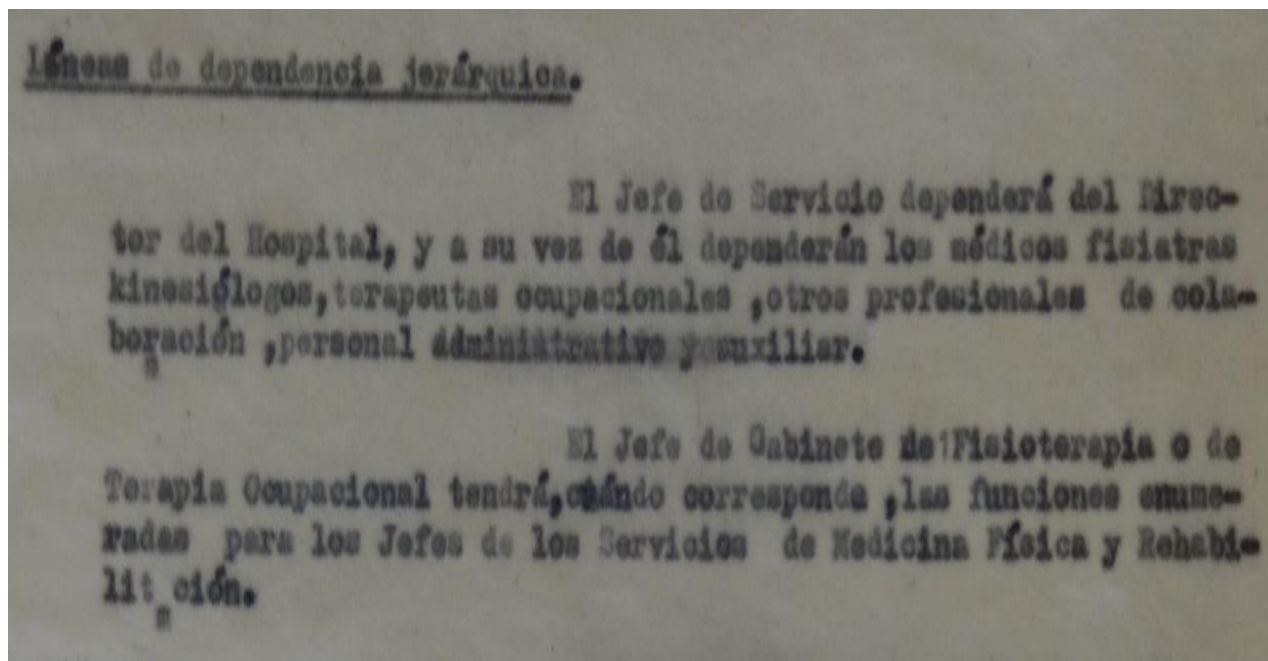 Líneas de dependencia jerárquica.
El Jefe de Servicio dependerá del Direc-
tor del Hospital, y a su vez de él dependerán los médicos fisiatras
kinesiólogos,terapeutas ocupacionales ,otros profesionales de cola-
boración ,personal administrativo y auxiliar.
El Jefe de Gabinete de Fisioterapia o de
Terapia Ocupacional tendrá,cuándo corresponda ,las funciones enume-
radas para los Jefes de los Servicios de Medicina Física y Rehabi-
litación.